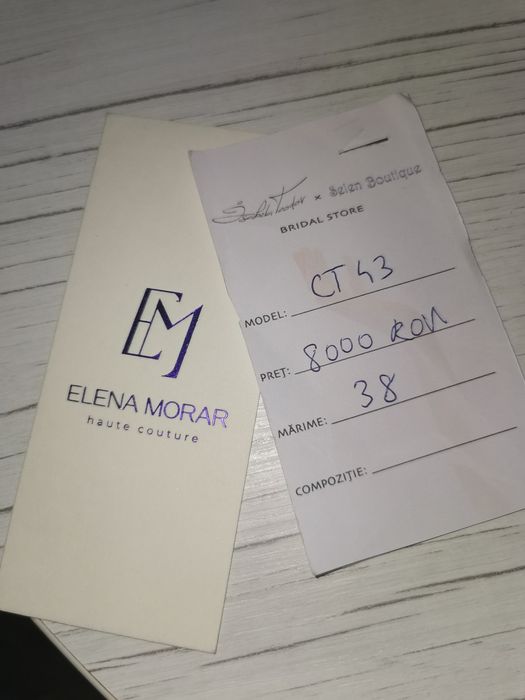 EM
ELENA MORAR
haute couture
x Selen Boutique
BRIDAL STORE
MODEL: CT 43
PREȚ: 8000 RON
MĂRIME: 38
COMPOZIȚIE: